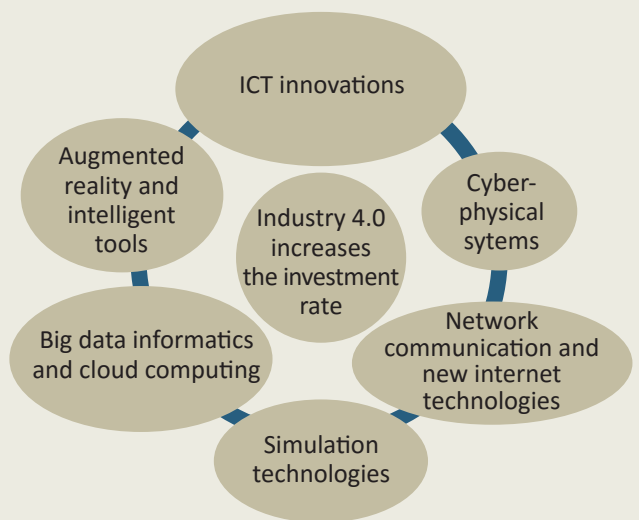 ICT innovations
Augmented
reality and
intelligent
tools
Cyber-
physical
sytems
Industry 4.0
increases
the investment
rate
Big data informatics
and cloud computing
Network
communication and
new internet
technologies
Simulation
technologies